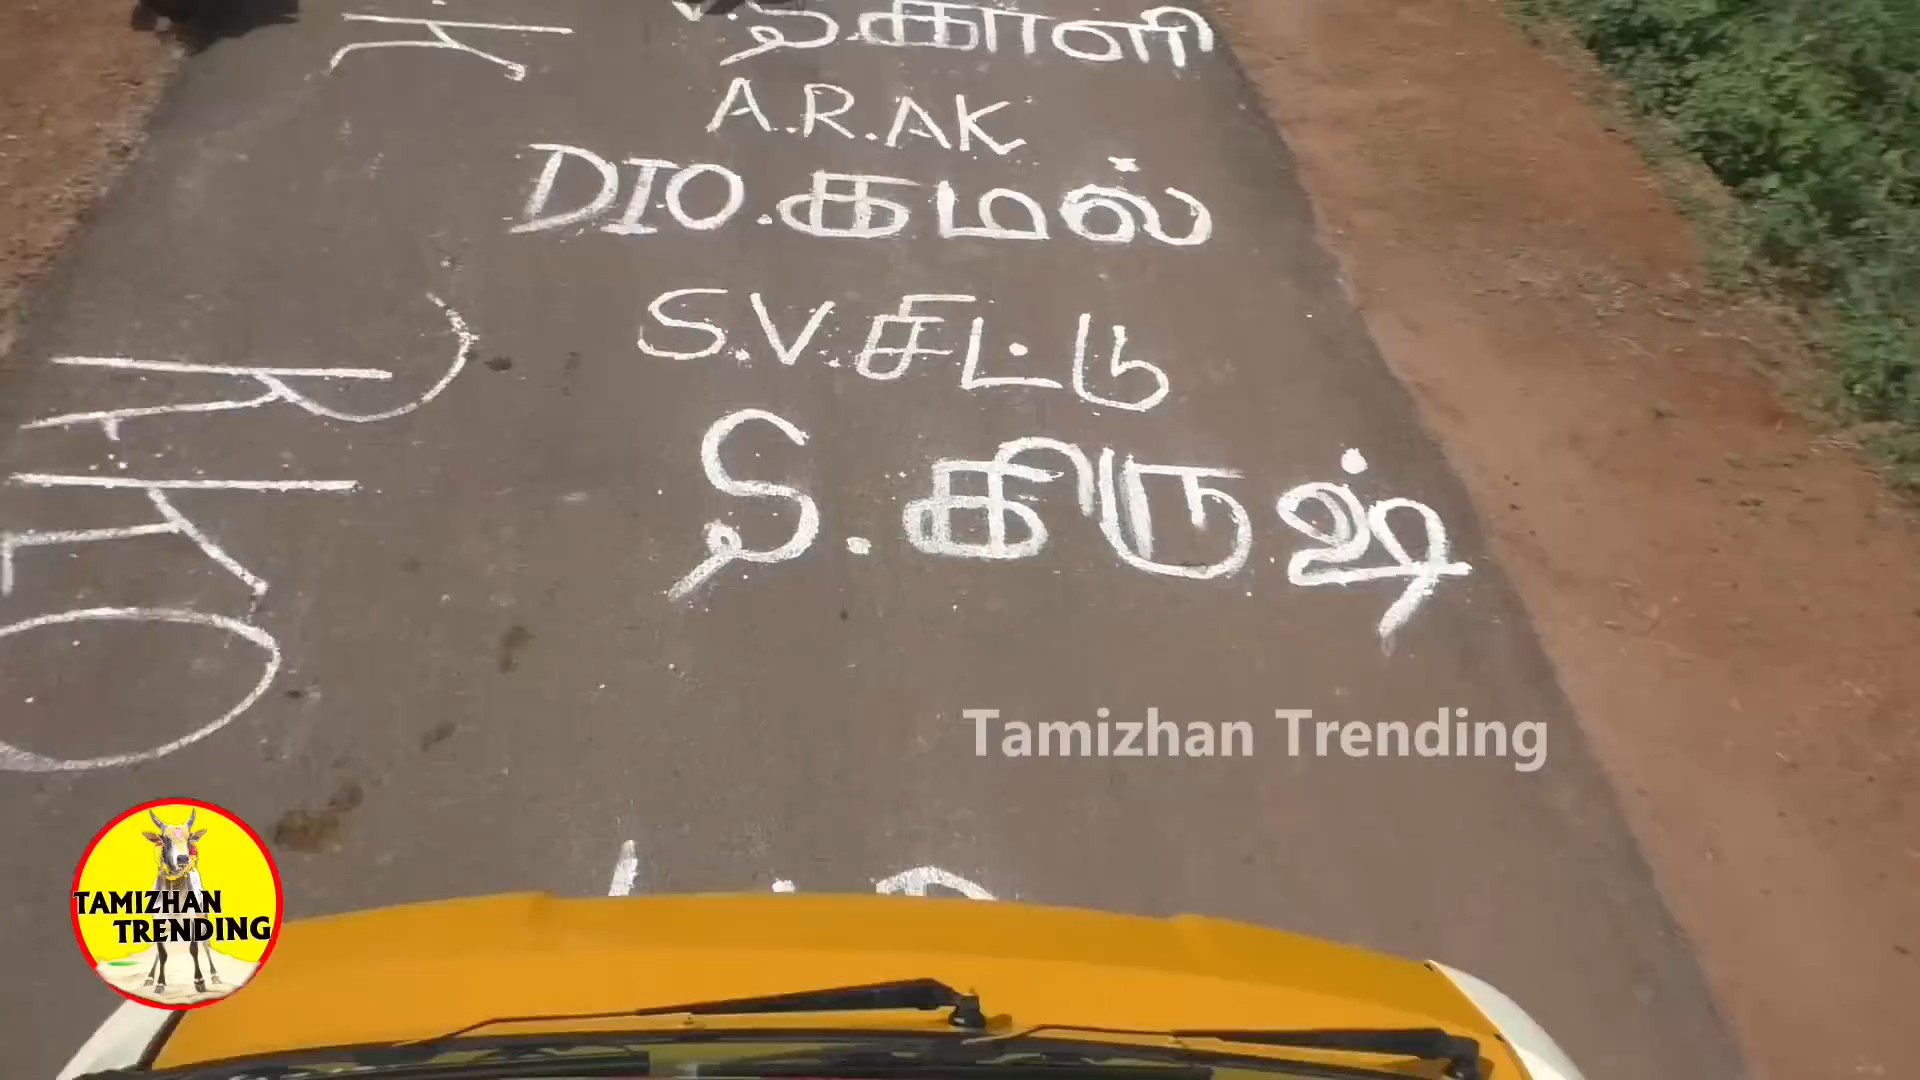 காளி
A.R.AK
DIO.கமல்
S.V.சிட்டு
S.கிருஷ்
Tamizhan Trending
TAMIZHAN
TRENDING